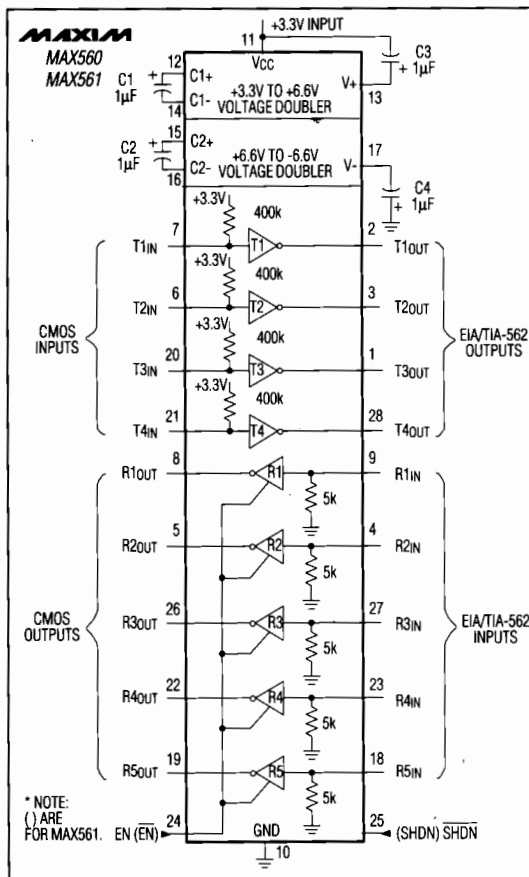 MAXIM
MAX560
MAX561
+3.3V INPUT
11
VCC
12
C1+
C1
1µF
+
C1-
14
+3.3V TO +6.6V
VOLTAGE DOUBLER
V+
13
C3
+ 1µF
15
C2+
C2
1µF
+
C2-
16
+6.6V TO -6.6V
VOLTAGE DOUBLER
V-
17
C4
1µF
+
+3.3V
400k
7
T1IN
T1
2
T1OUT
+3.3V
400k
6
T2IN
T2
3
T2OUT
+3.3V
400k
20
T3IN
T3
1
T3OUT
+3.3V
400k
21
T4IN
T4
28
T4OUT
CMOS
INPUTS
EIA/TIA-562
OUTPUTS
8
R1OUT
R1
9
R1IN
5k
5
R2OUT
R2
4
R2IN
5k
26
R3OUT
R3
27
R3IN
5k
22
R4OUT
R4
23
R4IN
5k
19
R5OUT
R5
18
R5IN
5k
CMOS
OUTPUTS
EIA/TIA-562
INPUTS
* NOTE:
( ) ARE
FOR MAX561.
24
EN (E̅N̅)
GND
10
25
(SHDN) S̅H̅D̅N̅